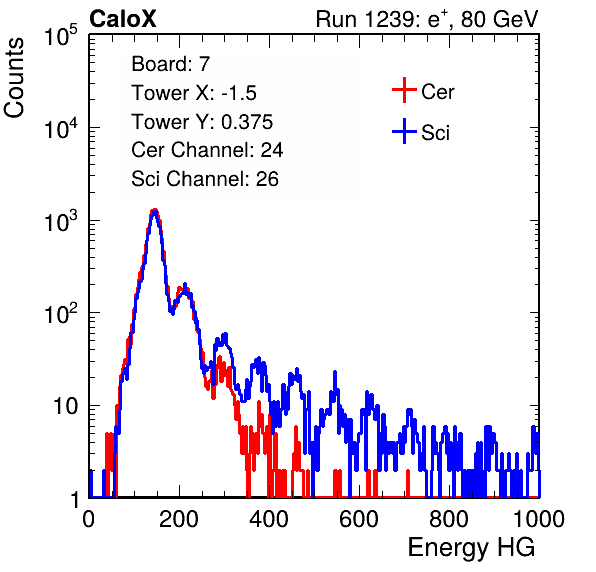 CaloX Run 1239: e⁺, 80 GeV
Counts
10⁵
10⁴
10³
10²
10
1
Board: 7
Tower X: -1.5
Tower Y: 0.375
Cer Channel: 24
Sci Channel: 26
Cer
Sci
0 200 400 600 800 1000
Energy HG